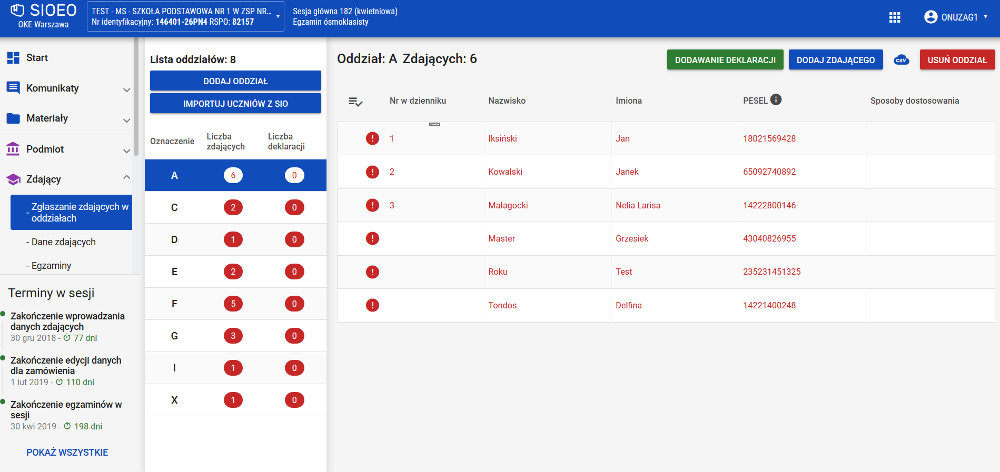 SIOEO
OKE Warszawa
TEST - MS - SZKOŁA PODSTAWOWA NR 1 W ZSP NR...
Nr identyfikacyjny: 146401-26PN4 RSPO: 82157
Sesja główna 182 (kwietniowa)
Egzamin ósmoklasisty
ONUZAG1
Start
Komunikaty
Materiały
Podmiot
Zdający
- Zgłaszanie zdających w
oddziałach
- Dane zdających
- Egzaminy
Terminy w sesji
Zakończenie wprowadzania
danych zdających
30 gru 2018 - 77 dni
Zakończenie edycji danych
dla zamówienia
1 lut 2019 - 110 dni
Zakończenie egzaminów w
sesji
30 kwi 2019 - 198 dni
POKAŻ WSZYSTKIE
Lista oddziałów: 8
DODAJ ODDZIAŁ
IMPORTUJ UCZNIÓW Z SIO
Oznaczenie Liczba zdających Liczba deklaracji
A 6 0
C 2 0
D 1 0
E 2 0
F 5 0
G 3 0
I 1 0
X 1 0
Oddział: A Zdających: 6
DODAWANIE DEKLARACJI
DODAJ ZDAJĄCEGO
CSV
USUŃ ODDZIAŁ
Nr w dzienniku Nazwisko Imiona PESEL Sposoby dostosowania
1 Iksiński Jan 18021569428
2 Kowalski Janek 65092740892
3 Małagocki Nelia Larisa 14222800146
Master Grzesiek 43040826955
Roku Test 235231451325
Tondos Delfina 14221400248